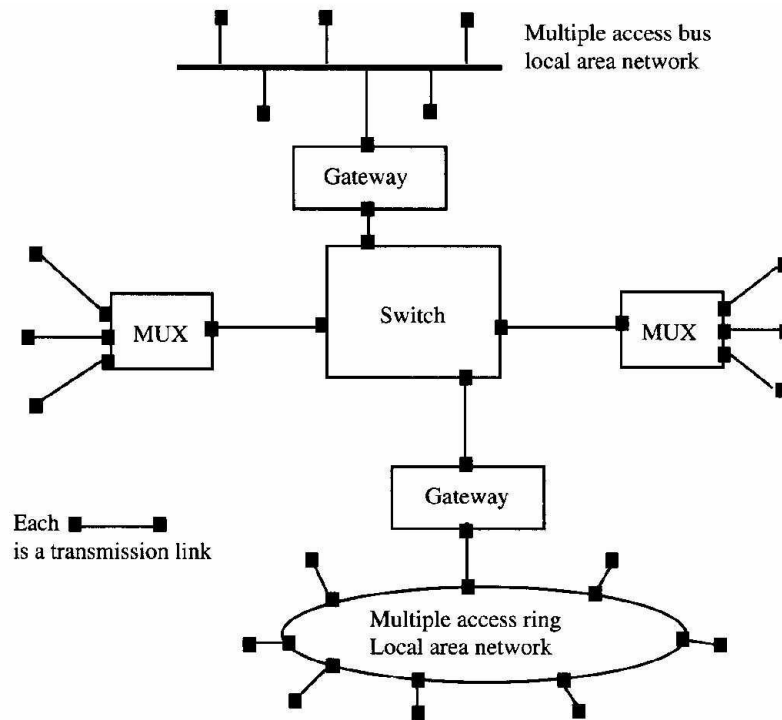 Multiple access bus
local area network
Gateway
Switch
MUX
MUX
Gateway
Each
is a transmission link
Multiple access ring
Local area network